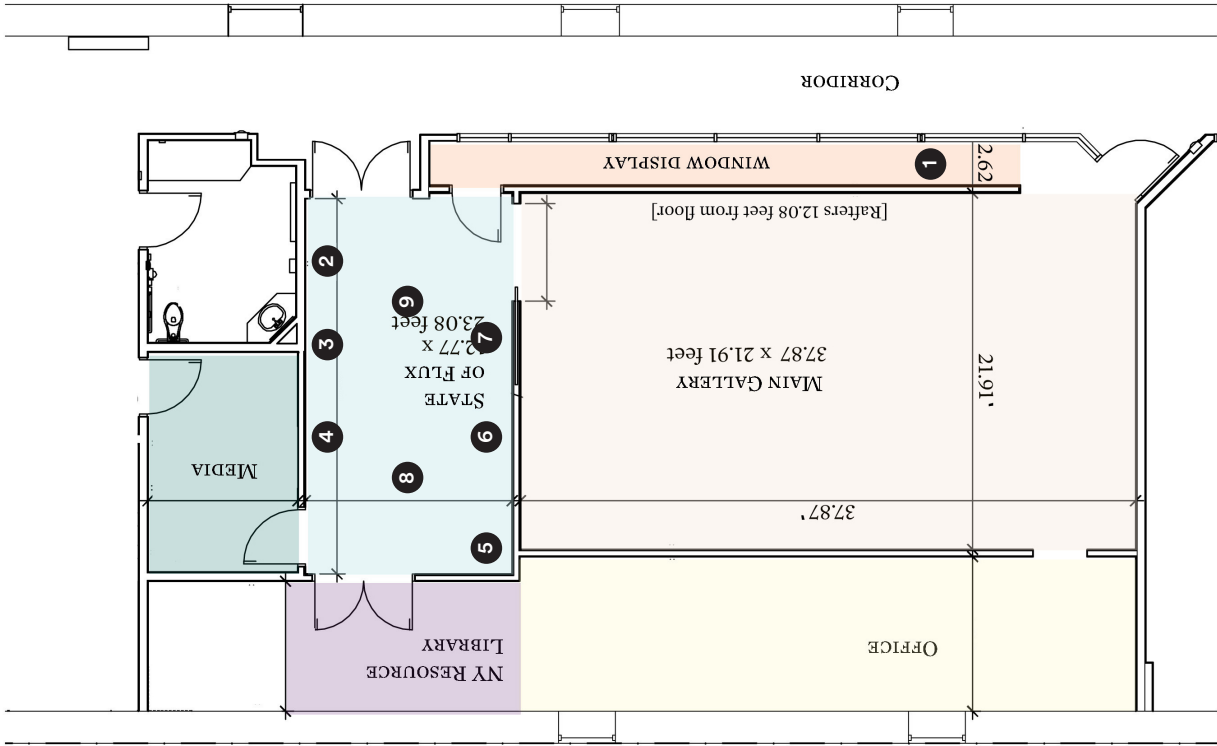 OFFICE
NY RESOURCE
LIBRARY
37.87'
5
MEDIA
8
6
4
21.91'
MAIN GALLERY
37.87 x 21.91 feet
STATE
OF FLUX
12.77 x
23.08 feet
7
3
9
2
[Rafters 12.08 feet from floor]
2.62
1
WINDOW DISPLAY
CORRIDOR